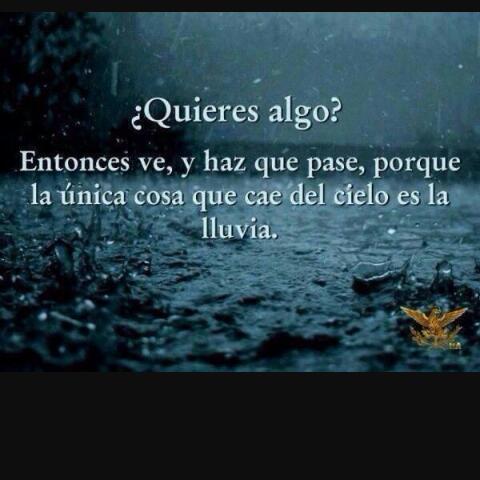 ¿Quieres algo?
Entonces ve, y haz que pase, porque
la única cosa que cae del cielo es la
lluvia.